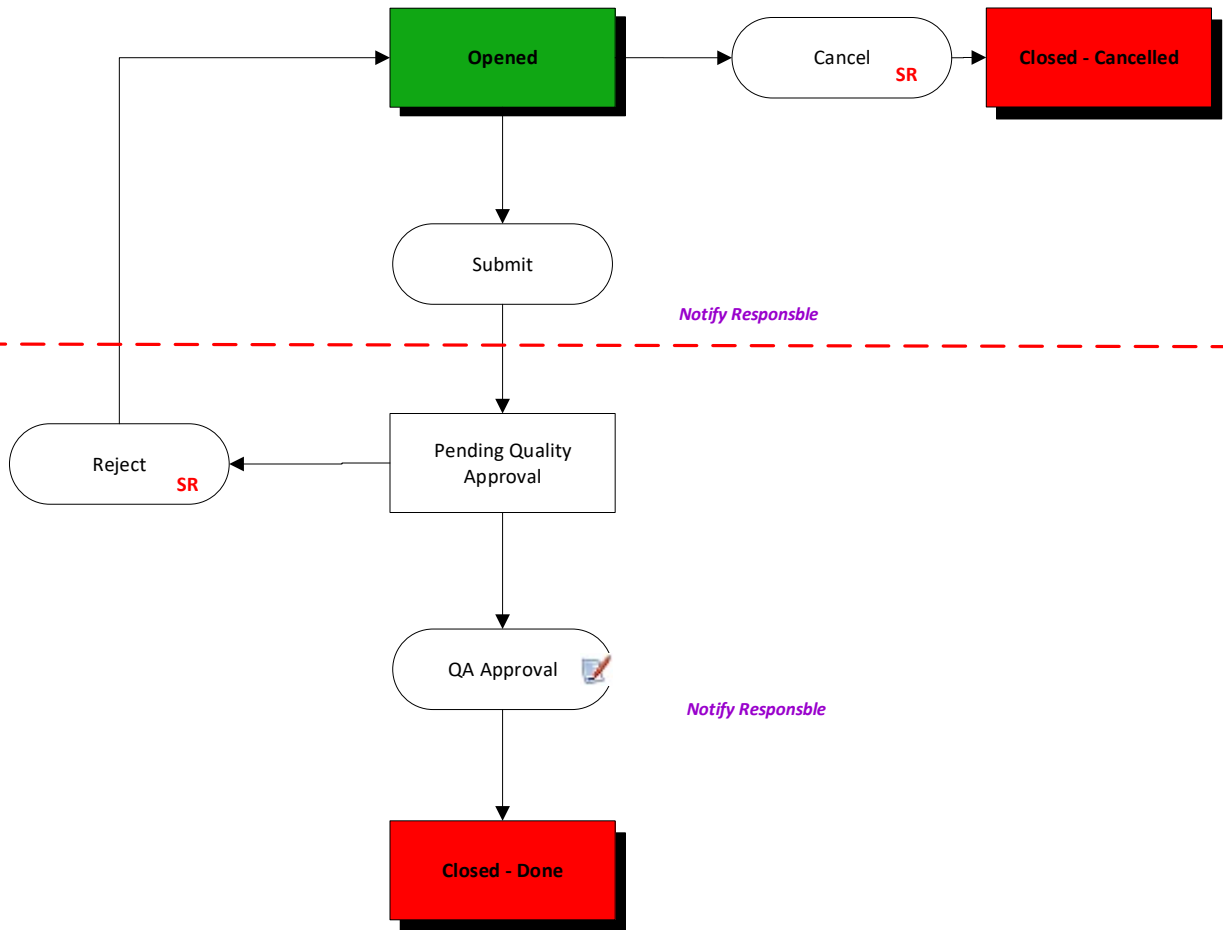 Opened
Cancel
SR
Closed - Cancelled
Submit
Notify Responsble
Reject
SR
Pending Quality
Approval
QA Approval
Notify Responsble
Closed - Done